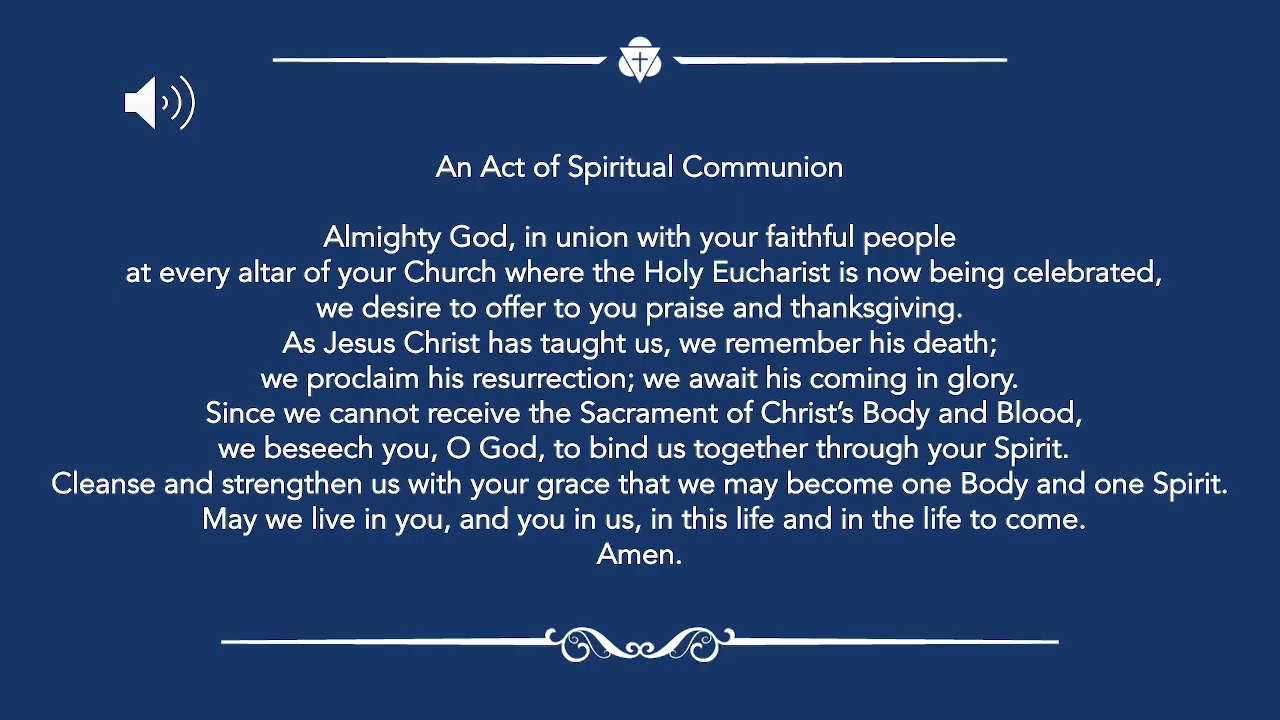 An Act of Spiritual Communion
Almighty God, in union with your faithful people
at every altar of your Church where the Holy Eucharist is now being celebrated,
we desire to offer to you praise and thanksgiving.
As Jesus Christ has taught us, we remember his death;
we proclaim his resurrection; we await his coming in glory.
Since we cannot receive the Sacrament of Christ’s Body and Blood,
we beseech you, O God, to bind us together through your Spirit.
Cleanse and strengthen us with your grace that we may become one Body and one Spirit.
May we live in you, and you in us, in this life and in the life to come.
Amen.